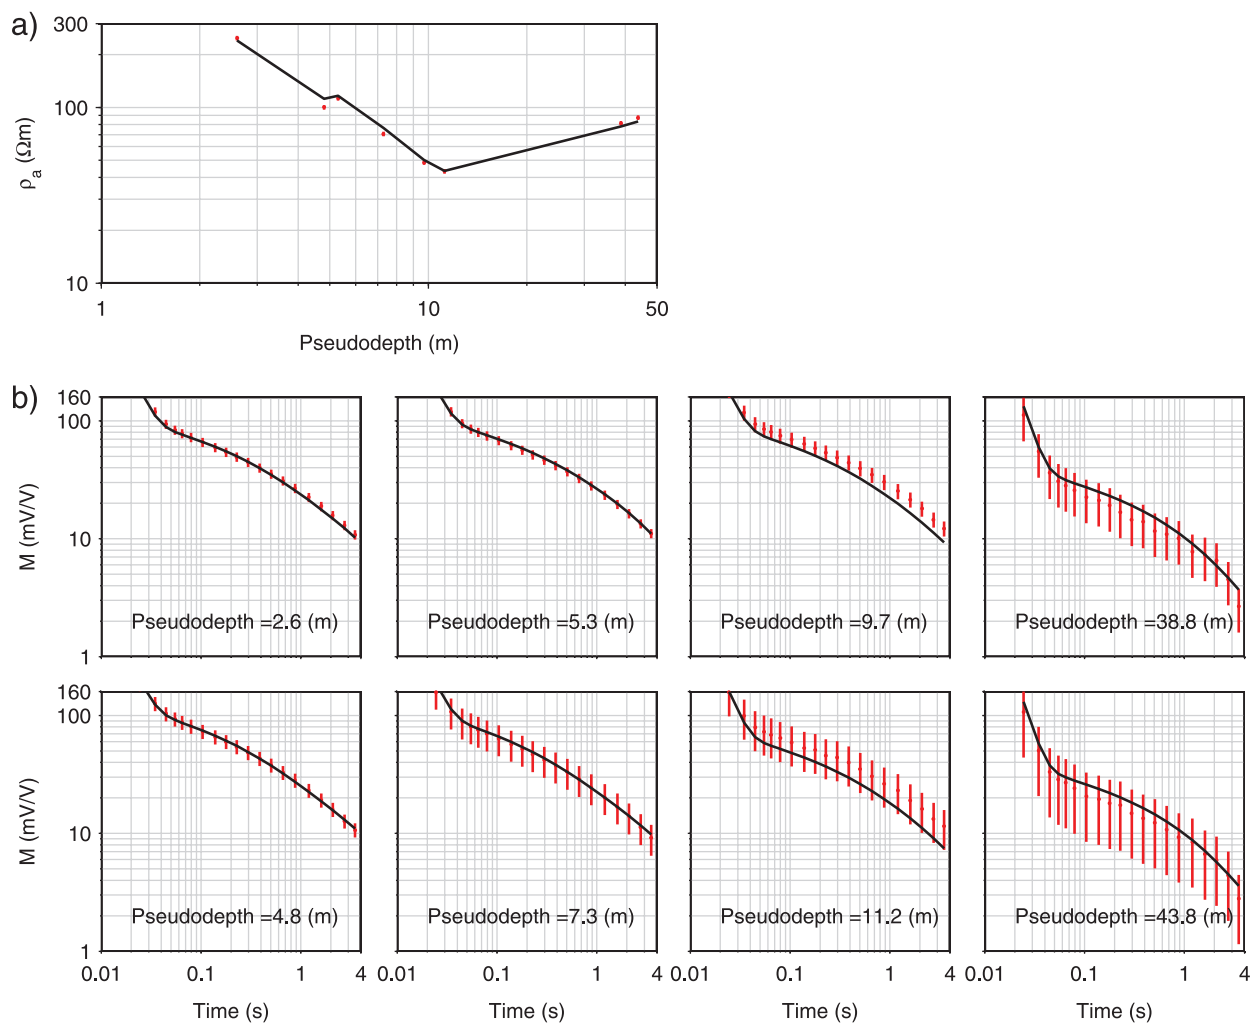 a)
300
100
10
ρa (Ωm)
1
10
50
Pseudodepth (m)
b)
160
100
10
1
M (mV/V)
Pseudodepth =2.6 (m)
Pseudodepth =5.3 (m)
Pseudodepth =9.7 (m)
Pseudodepth =38.8 (m)
160
100
10
1
M (mV/V)
Pseudodepth =4.8 (m)
Pseudodepth =7.3 (m)
Pseudodepth =11.2 (m)
Pseudodepth =43.8 (m)
0.01 0.1 1 4
0.01 0.1 1 4
0.01 0.1 1 4
0.01 0.1 1 4
Time (s)
Time (s)
Time (s)
Time (s)